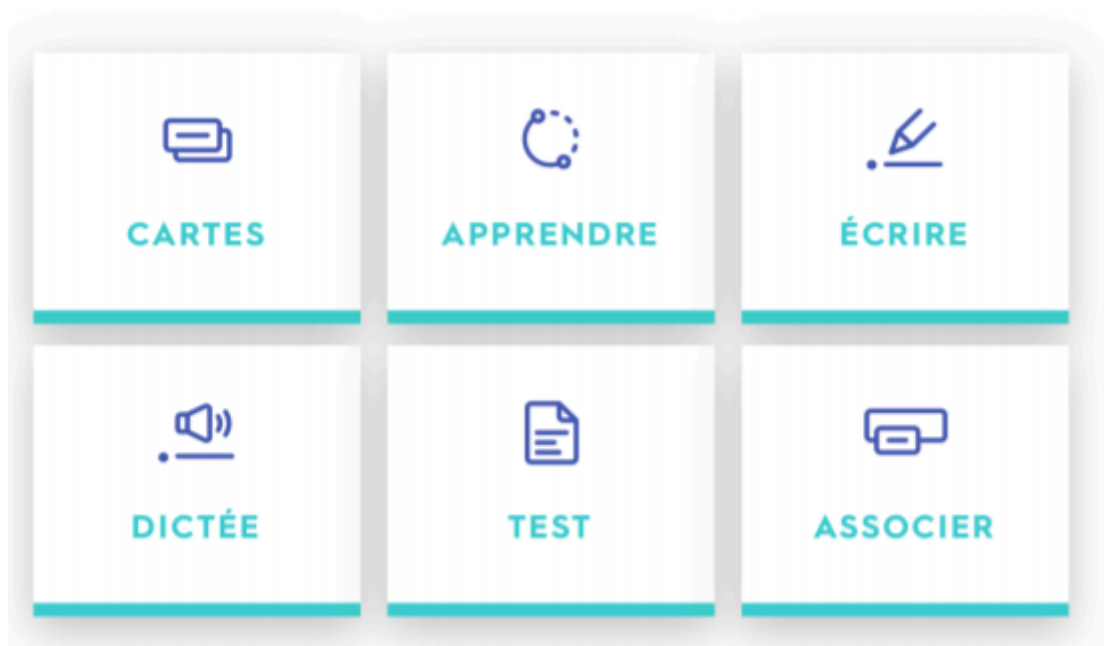 CARTES
APPRENDRE
ÉCRIRE
DICTÉE
TEST
ASSOCIER